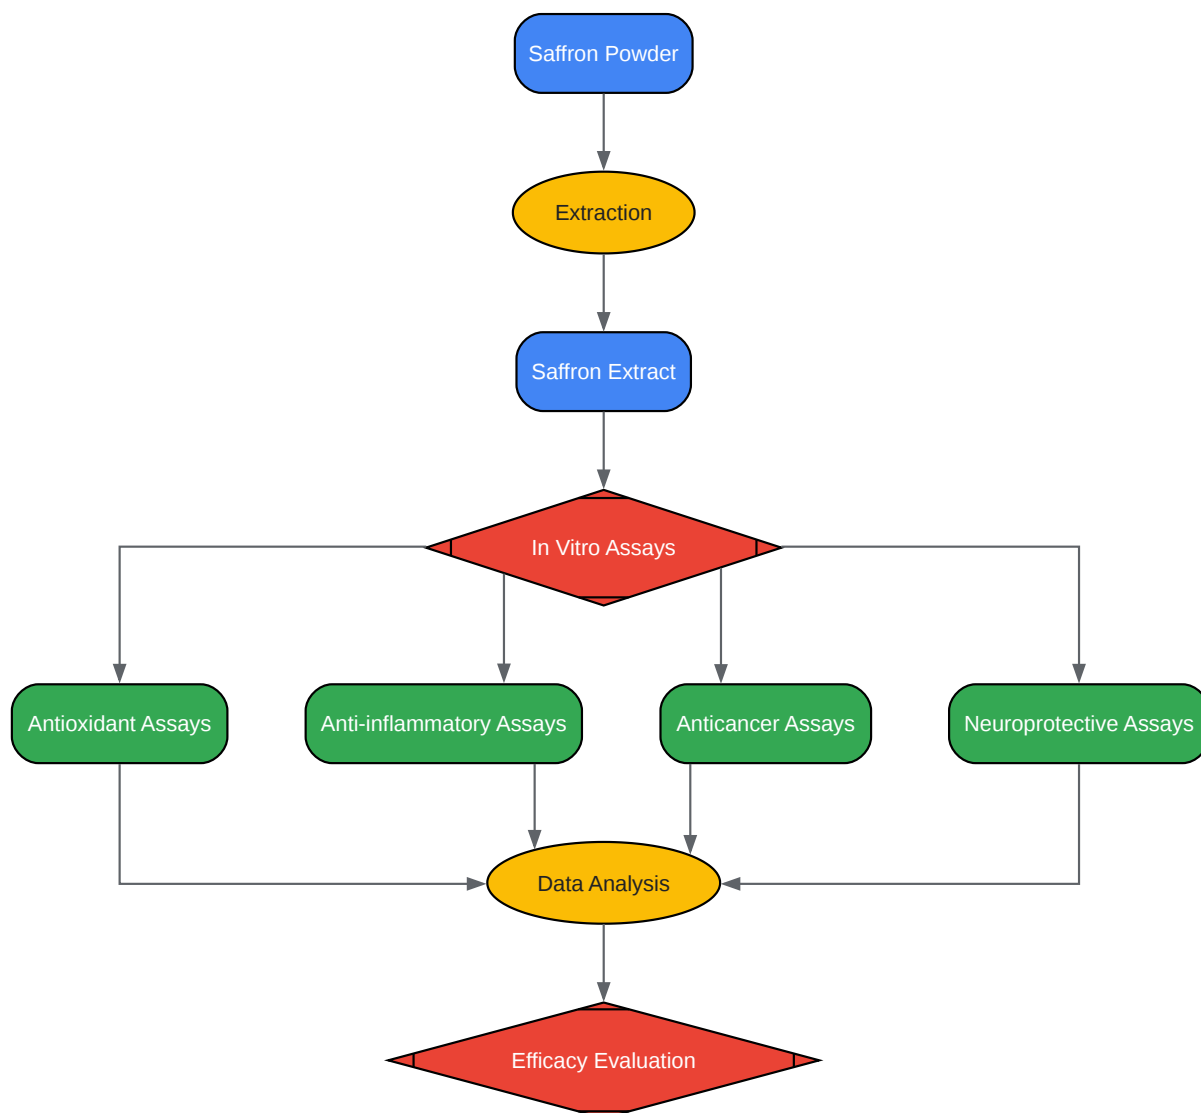 Saffron Powder
Extraction
Saffron Extract
In Vitro Assays
Antioxidant Assays
Anti-inflammatory Assays
Anticancer Assays
Neuroprotective Assays
Data Analysis
Efficacy Evaluation